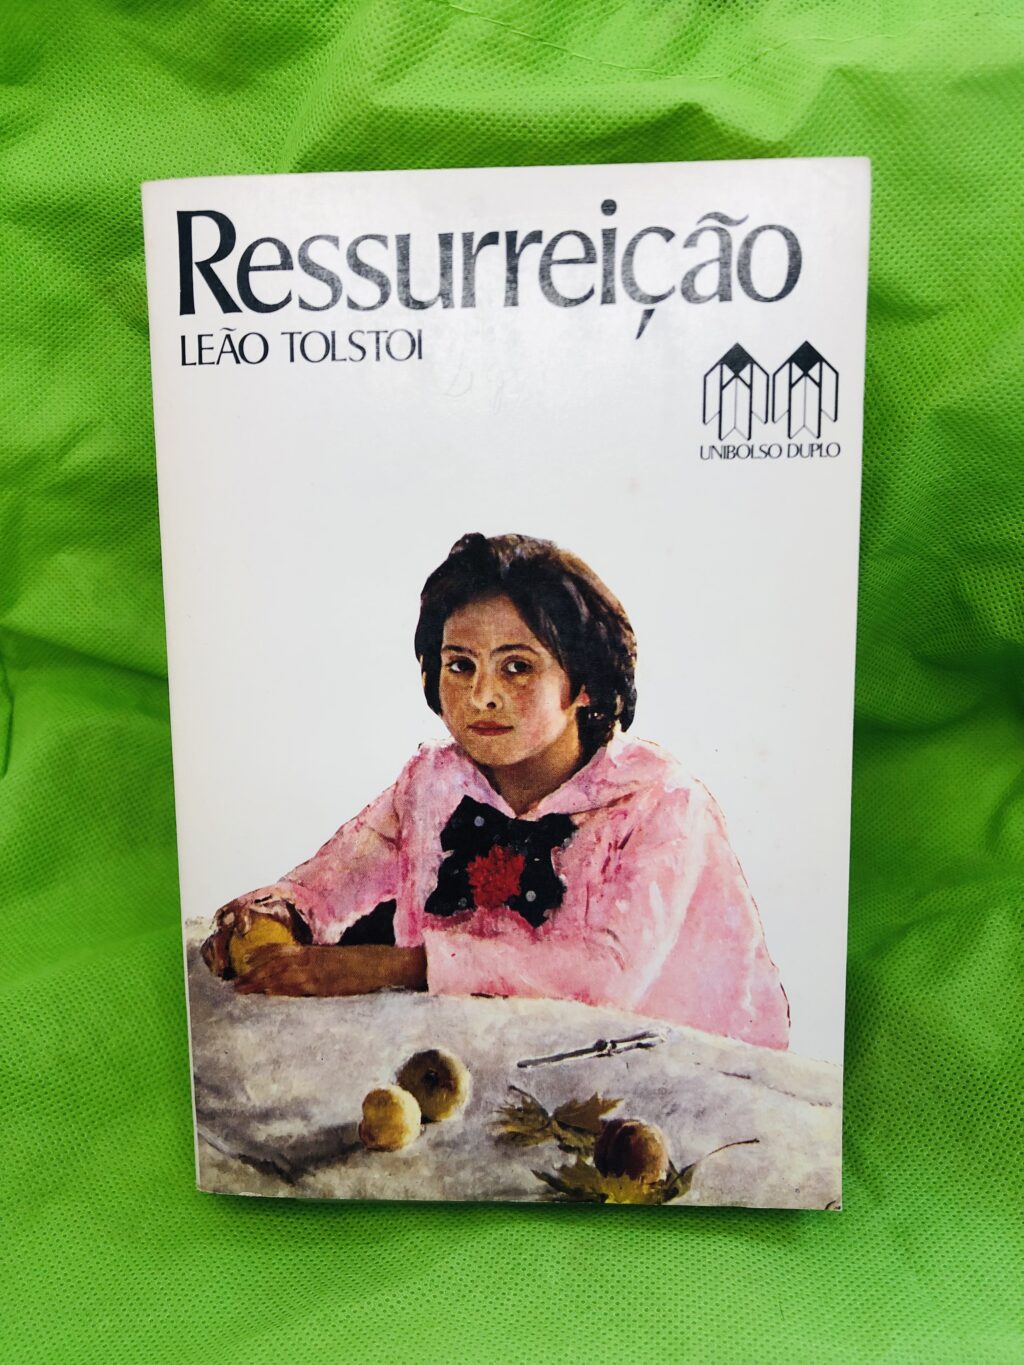 Ressurreição
LEÃO TOLSTOI
UNIBOLSO DUPLO